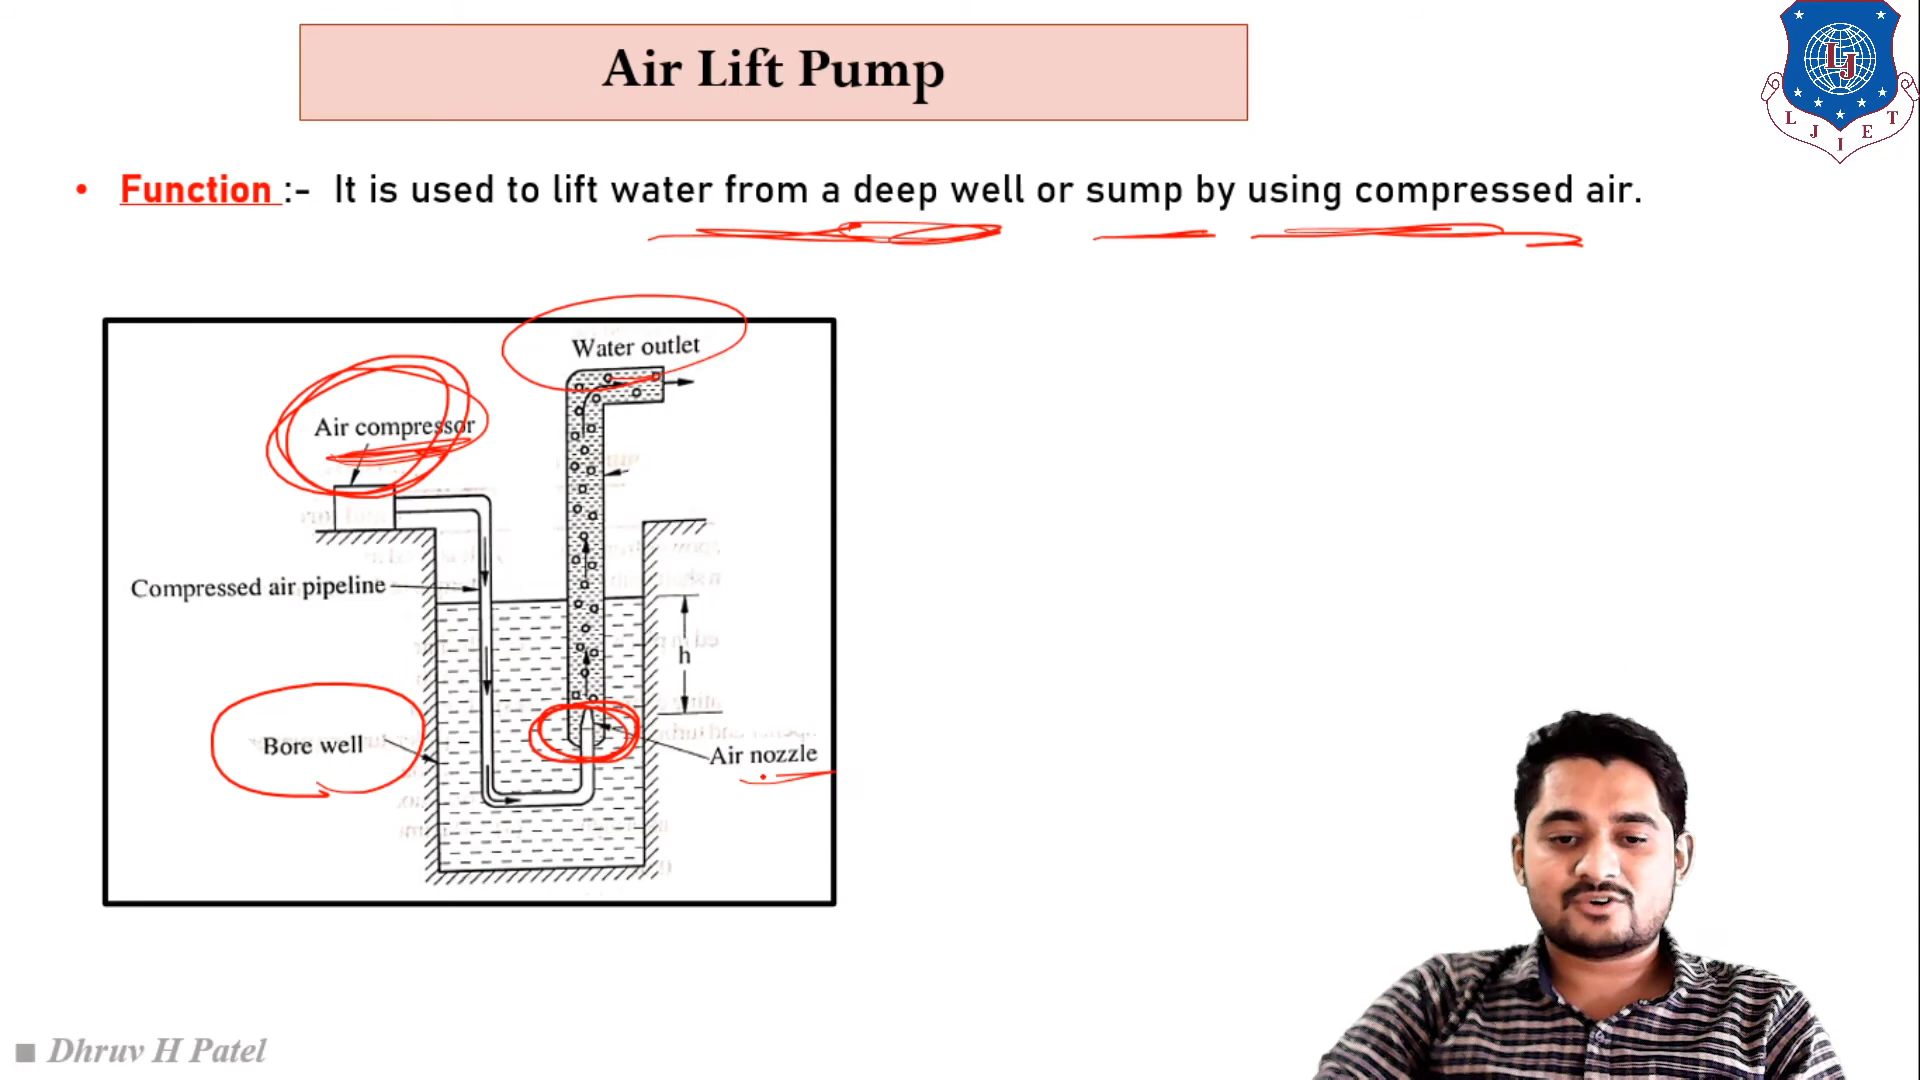 Air Lift Pump
L J I E T
LJ
• Function :- It is used to lift water from a deep well or sump by using compressed air.
Water outlet
Air compressor
Compressed air pipeline
h
Bore well
Air nozzle
Dhruv H Patel